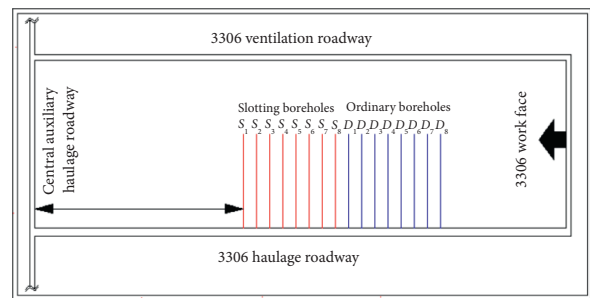 3306 ventilation roadway
Central auxiliary
haulage roadway
Slotting boreholes
Ordinary boreholes
S1 S2 S3 S4 S5 S6 S7 S8 D1 D2 D3 D4 D5 D6 D7 D8
3306 work face
3306 haulage roadway